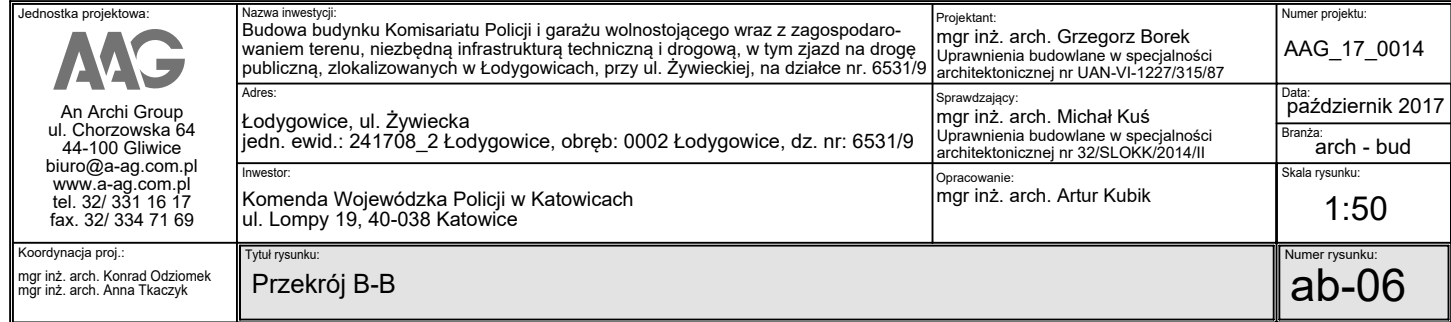 Jednostka projektowa:
AAG
An Archi Group
ul. Chorzowska 64
44-100 Gliwice
biuro@a-ag.com.pl
www.a-ag.com.pl
tel. 32/ 331 16 17
fax. 32/ 334 71 69
Koordynacja proj.:
mgr inż. arch. Konrad Odziomek
mgr inż. arch. Anna Tkaczyk
Nazwa inwestycji:
Budowa budynku Komisariatu Policji i garażu wolnostojącego wraz z zagospodaro-
waniem terenu, niezbędną infrastrukturą techniczną i drogową, w tym zjazd na drogę
publiczną, zlokalizowanych w Łodygowicach, przy ul. Żywieckiej, na działce nr. 6531/9
Adres:
Łodygowice, ul. Żywiecka
jedn. ewid.: 241708_2 Łodygowice, obręb: 0002 Łodygowice, dz. nr: 6531/9
Inwestor:
Komenda Wojewódzka Policji w Katowicach
ul. Lompy 19, 40-038 Katowice
Tytuł rysunku:
Przekrój B-B
Projektant:
mgr inż. arch. Grzegorz Borek
Uprawnienia budowlane w specjalności
architektonicznej nr UAN-VI-1227/315/87
Sprawdzający:
mgr inż. arch. Michał Kuś
Uprawnienia budowlane w specjalności
architektonicznej nr 32/SLOKK/2014/II
Opracowanie:
mgr inż. arch. Artur Kubik
Numer projektu:
AAG_17_0014
Data:
październik 2017
Branża:
arch - bud
Skala rysunku:
1:50
Numer rysunku:
ab-06